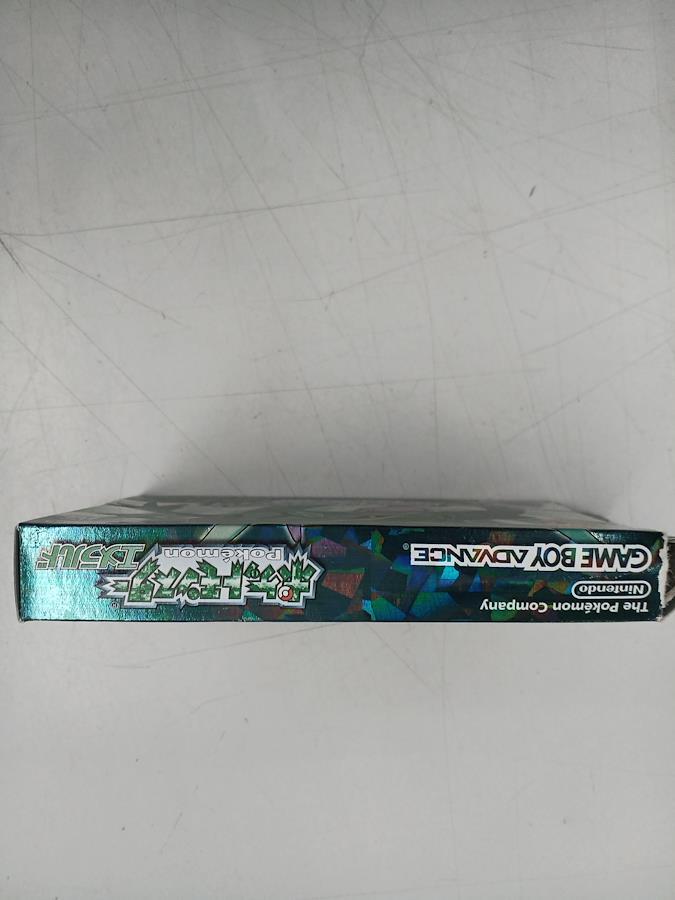 The Pokémon Company
Nintendo
GAME BOY ADVANCE®
ポケットモンスター®
Pokémon
エメラルド